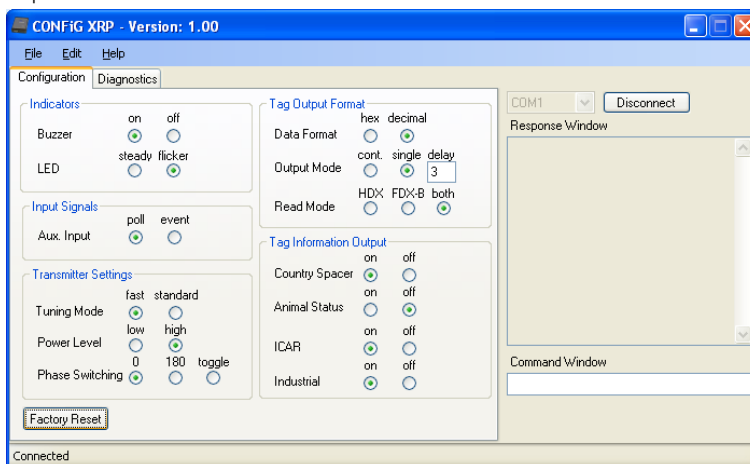 CONFiG XRP - Version: 1.00
File Edit Help
Configuration Diagnostics
Indicators
on off
Buzzer
steady flicker
LED
Input Signals
poll event
Aux. Input
Transmitter Settings
fast standard
Tuning Mode
low high
Power Level
0 180 toggle
Phase Switching
Factory Reset
Tag Output Format
hex decimal
Data Format
cont. single delay
Output Mode 3
HDX FDX-B both
Read Mode
Tag Information Output
on off
Country Spacer
on off
Animal Status
on off
ICAR
on off
Industrial
COM1 Disconnect
Response Window
Command Window
Connected